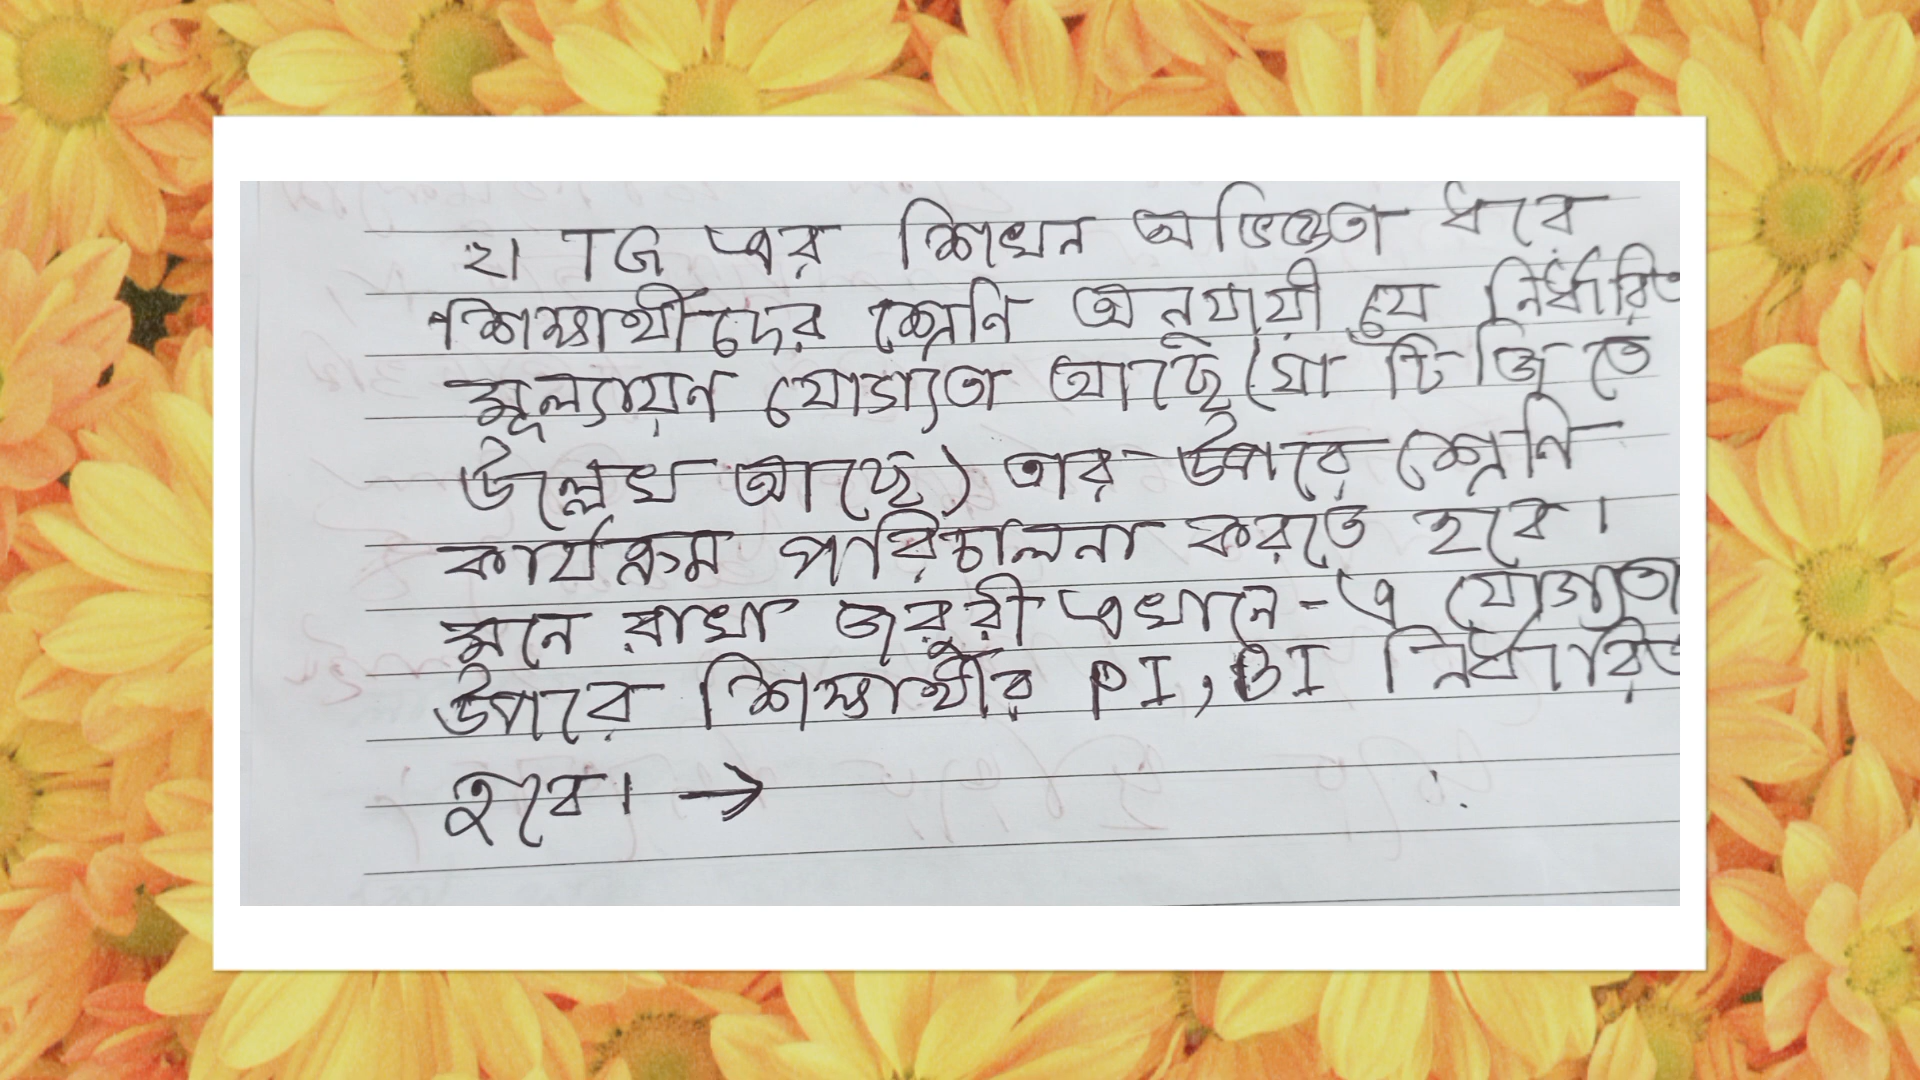 ২। TG এর শিখন অভিজ্ঞতা ধরে
শিক্ষার্থীদের শ্রেনি অনুযায়ী যে নির্ধারিত
মূল্যায়ন যোগ্যতা আছে(যা টিজি তে
উল্লেখ আছে) তার উপরে শ্রেনি
কার্যক্রম পরিচালনা করতে হবে।
মনে রাখা জরুরী এখানে-এ যোগ্যতা
উপরে শিক্ষার্থীর PI, BI নির্ধারিত
হবে। →